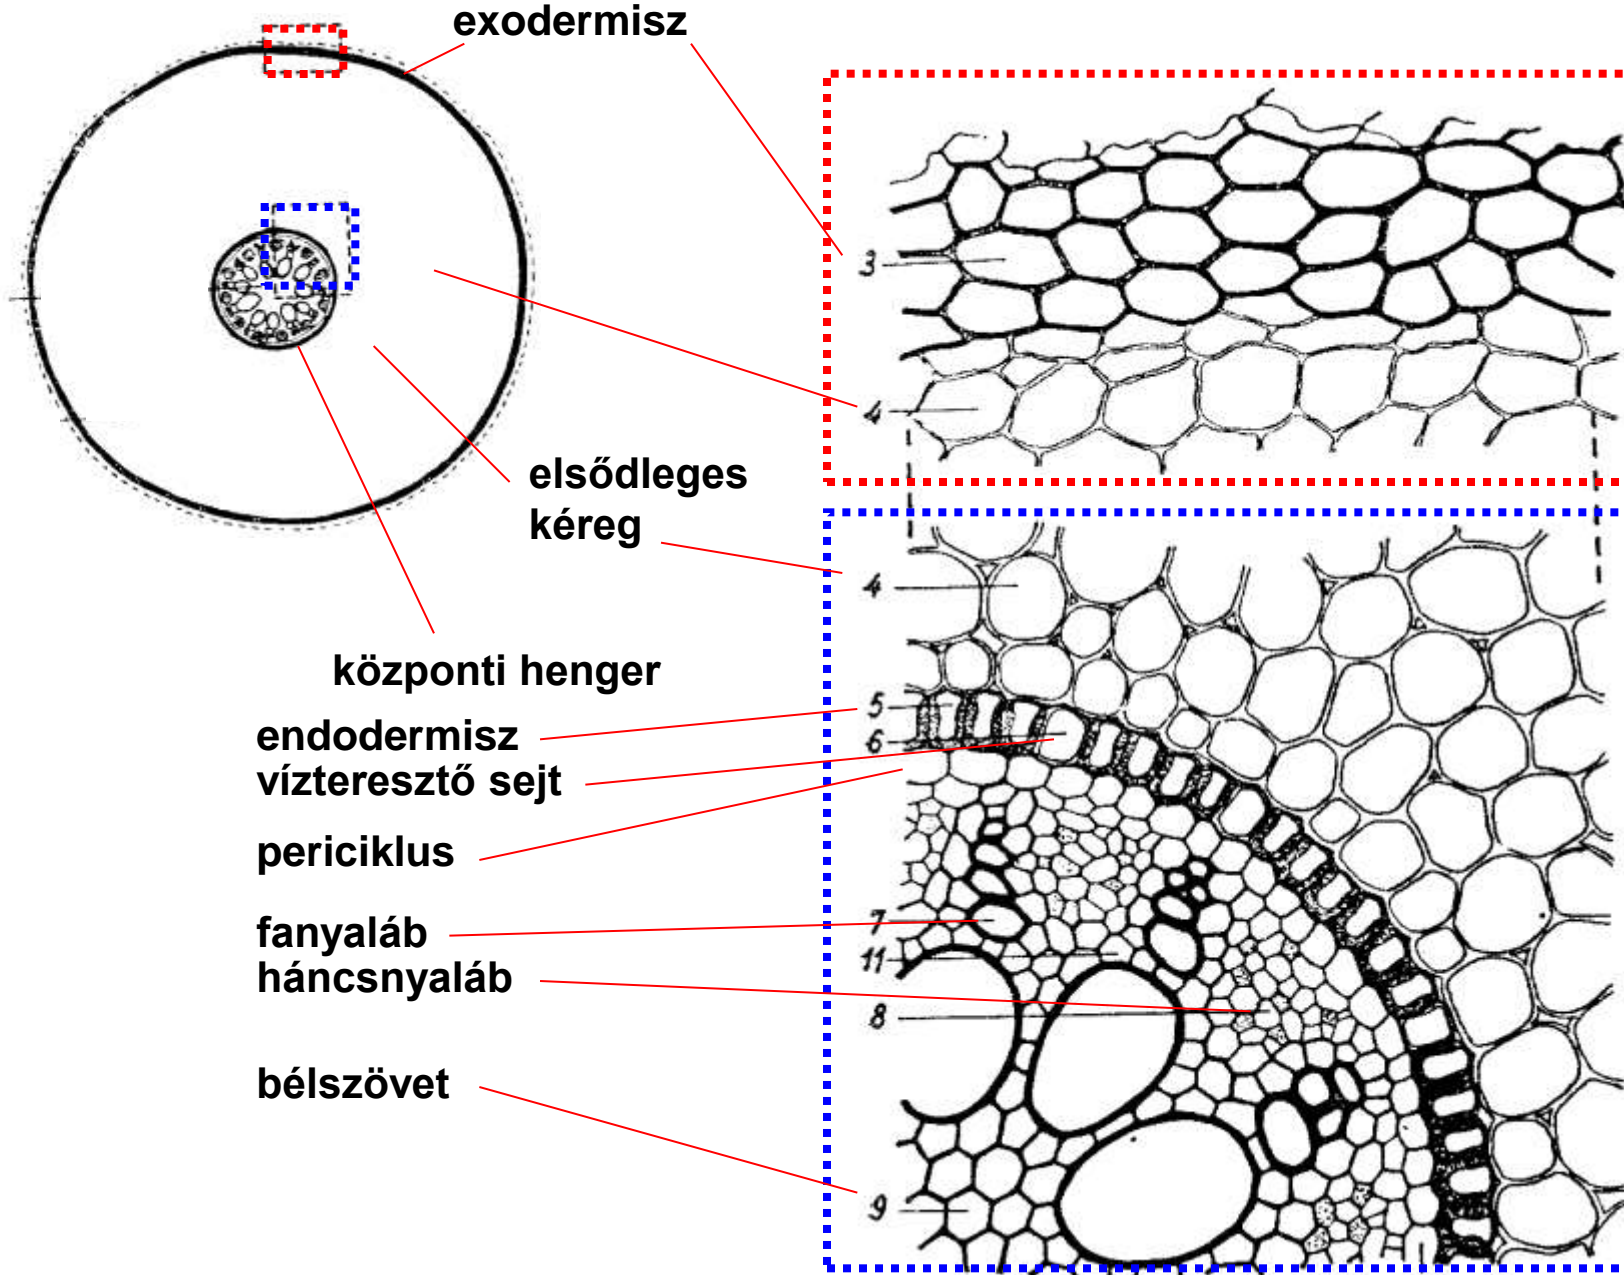 exodermisz
3
4
elsődleges
kéreg
4
központi henger
5
endodermisz
6
vízteresztő sejt
periciklus
7
fanyaláb
11
háncsnyaláb
8
bélszövet
9